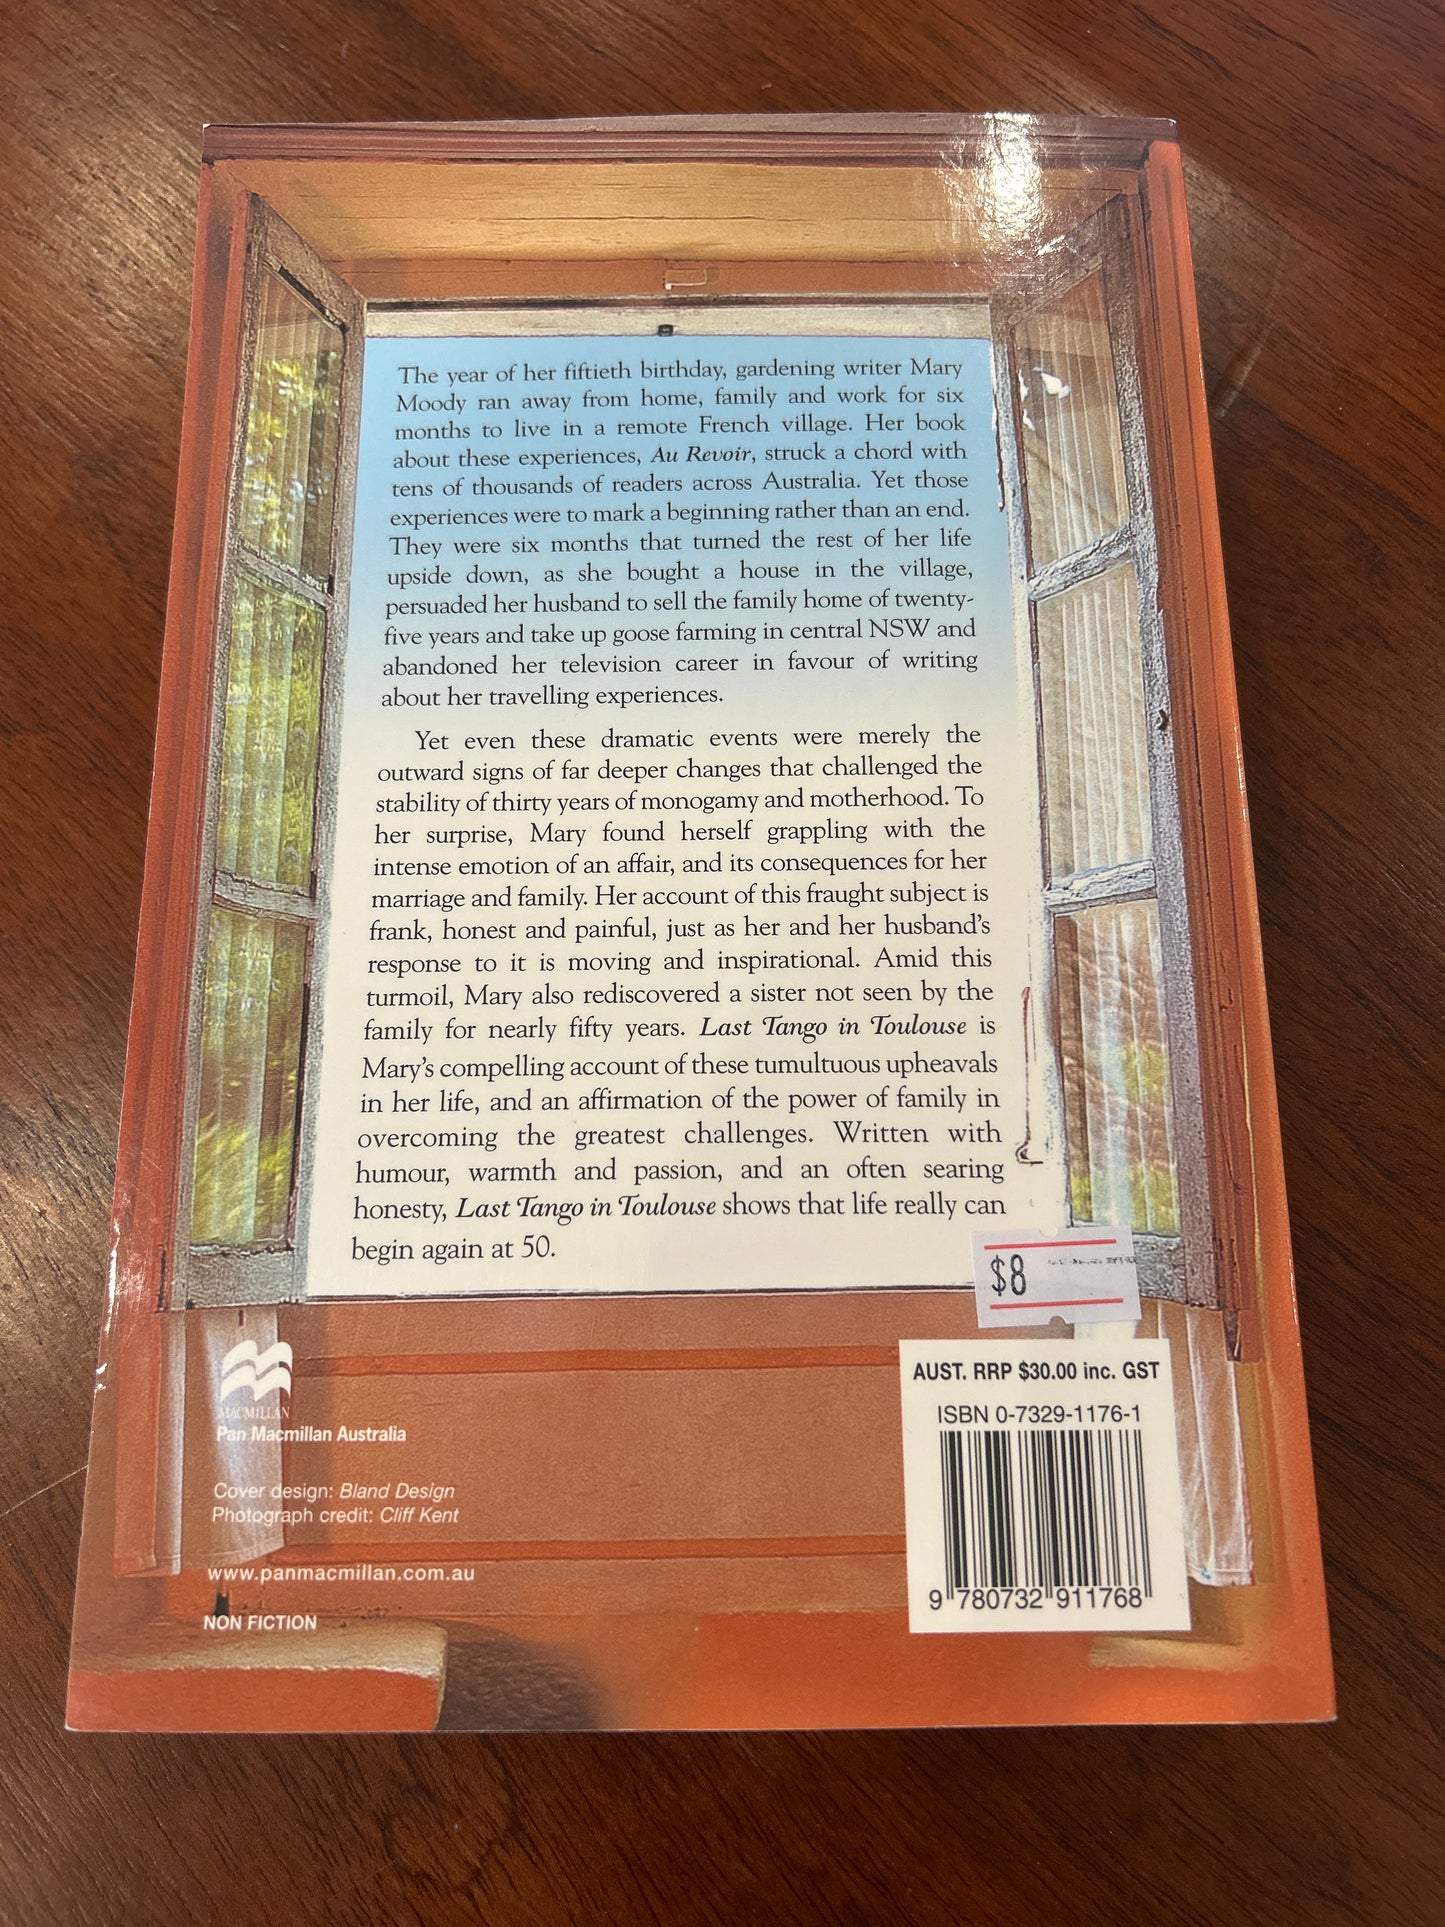 The year of her fiftieth birthday, gardening writer Mary
Moody ran away from home, family and work for six
months to live in a remote French village. Her book
about these experiences, Au Revoir, struck a chord with
tens of thousands of readers across Australia. Yet those
experiences were to mark a beginning rather than an end.
They were six months that turned the rest of her life
upside down, as she bought a house in the village,
persuaded her husband to sell the family home of twenty-
five years and take up goose farming in central NSW and
abandoned her television career in favour of writing
about her travelling experiences.
Yet even these dramatic events were merely the
outward signs of far deeper changes that challenged the
stability of thirty years of monogamy and motherhood. To
her surprise, Mary found herself grappling with the
intense emotion of an affair, and its consequences for her
marriage and family. Her account of this fraught subject is
frank, honest and painful, just as her and her husband's
response to it is moving and inspirational. Amid this
turmoil, Mary also rediscovered a sister not seen by the
family for nearly fifty years. Last Tango in Toulouse is
Mary's compelling account of these tumultuous upheavals
in her life, and an affirmation of the power of family in
overcoming the greatest challenges. Written with
humour, warmth and passion, and an often searing
honesty, Last Tango in Toulouse shows that life really can
begin again at 50.
$8
MACMILLAN
Pan Macmillan Australia
Cover design: Bland Design
Photograph credit: Cliff Kent
www.panmacmillan.com.au
NON FICTION
AUST. RRP $30.00 inc. GST
ISBN 0-7329-1176-1
9 780732 911768